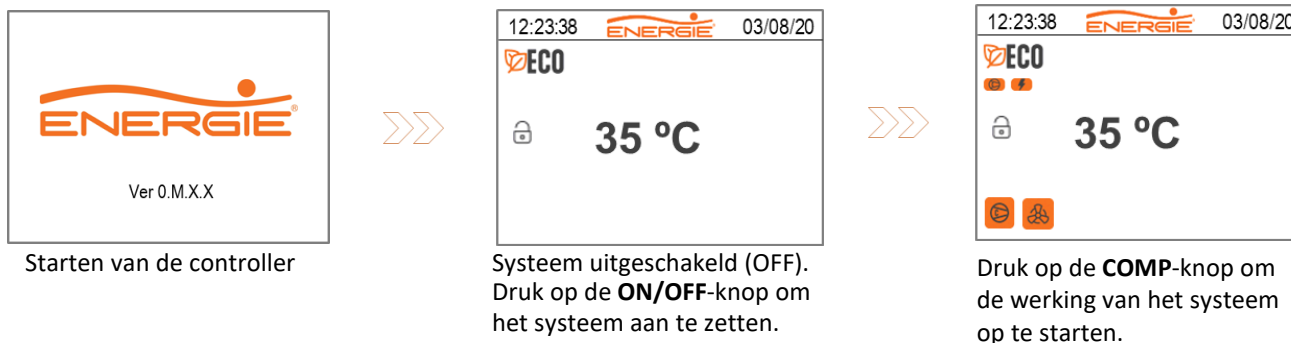 ENERGIE
Ver 0.M.X.X
Starten van de controller
12:23:38 ENERGIE 03/08/20
ECO
35 ºC
Systeem uitgeschakeld (OFF).
Druk op de ON/OFF-knop om
het systeem aan te zetten.
12:23:38 ENERGIE 03/08/20
ECO
35 ºC
Druk op de COMP-knop om
de werking van het systeem
op te starten.